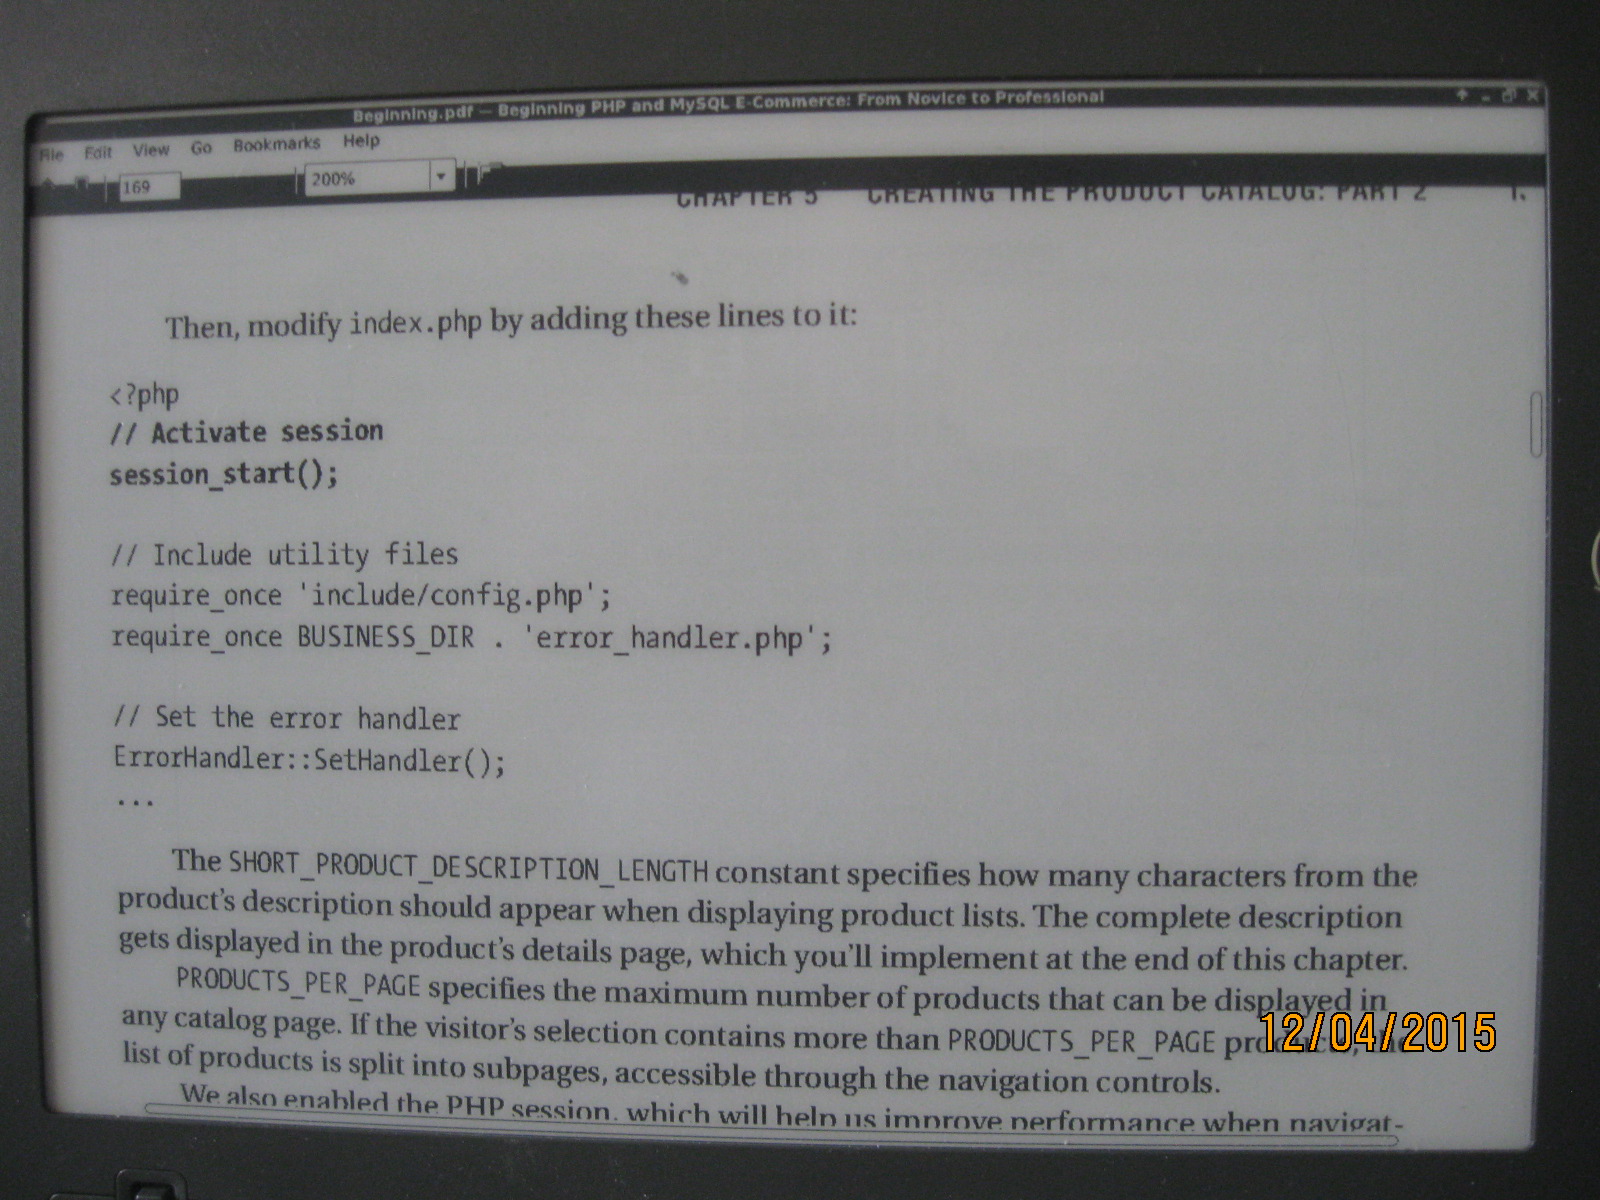 Beginning.pdf — Beginning PHP and MySQL E-Commerce: From Novice to Professional
File Edit View Go Bookmarks Help
169 200%
CHAPTER 5 CREATING THE PRODUCT CATALOG: PART 2
Then, modify index.php by adding these lines to it:
<?php
// Activate session
session_start();
// Include utility files
require_once 'include/config.php';
require_once BUSINESS_DIR . 'error_handler.php';
// Set the error handler
ErrorHandler::SetHandler();
...
The SHORT_PRODUCT_DESCRIPTION_LENGTH constant specifies how many characters from the
product's description should appear when displaying product lists. The complete description
gets displayed in the product's details page, which you'll implement at the end of this chapter.
PRODUCTS_PER_PAGE specifies the maximum number of products that can be displayed in
any catalog page. If the visitor's selection contains more than PRODUCTS_PER_PAGE products, the
list of products is split into subpages, accessible through the navigation controls.
We also enabled the PHP session, which will help us improve performance when navigat-
12/04/2015